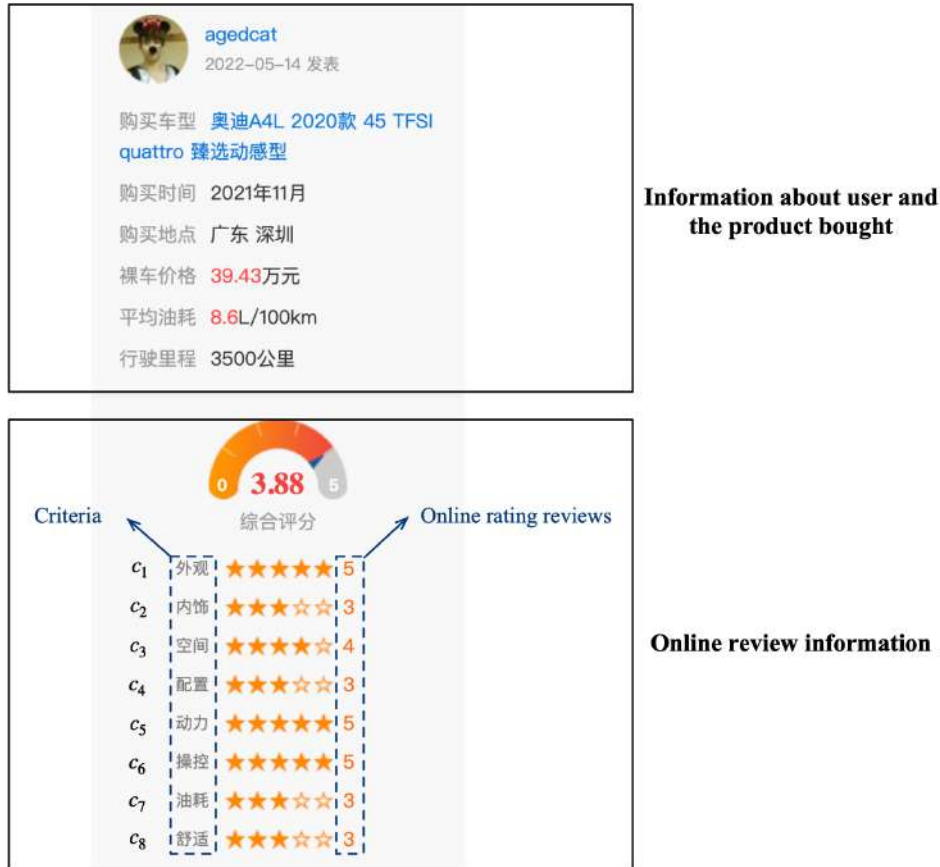 agedcat
2022-05-14 发表
购买车型 奥迪A4L 2020款 45 TFSI
quattro 臻选动感型
购买时间 2021年11月
购买地点 广东 深圳
裸车价格 39.43万元
平均油耗 8.6L/100km
行驶里程 3500公里
Information about user and
the product bought
0 3.88 5
综合评分
Criteria
Online rating reviews
c1 外观 ★★★★★ 5
c2 内饰 ★★★☆☆ 3
c3 空间 ★★★★☆ 4
c4 配置 ★★★☆☆ 3
c5 动力 ★★★★★ 5
c6 操控 ★★★★★ 5
c7 油耗 ★★★☆☆ 3
c8 舒适 ★★★☆☆ 3
Online review information